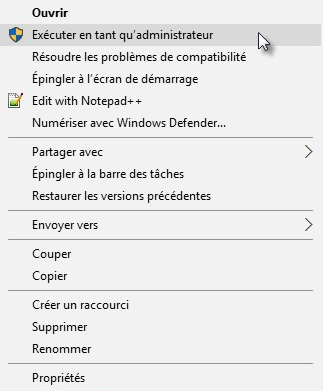 Ouvrir
Exécuter en tant qu'administrateur
Résoudre les problèmes de compatibilité
Épingler à l'écran de démarrage
Edit with Notepad++
Numériser avec Windows Defender...
Partager avec
Épingler à la barre des tâches
Restaurer les versions précédentes
Envoyer vers
Couper
Copier
Créer un raccourci
Supprimer
Renommer
Propriétés